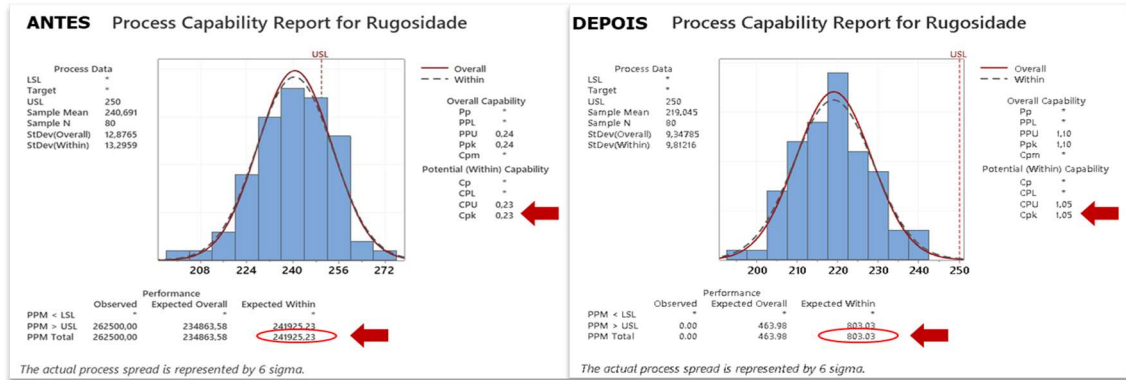 ANTES Process Capability Report for Rugosidade
USL
Process Data
LSL *
Target *
USL 250
Sample Mean 240,691
Sample N 80
StDev(Overall) 12,8765
StDev(Within) 13,2959
Overall
Within
Overall Capability
Pp *
PPL *
PPU 0,24
Ppk 0,24
Cpm *
Potential (Within) Capability
Cp *
CPL *
CPU 0,23
Cpk 0,23
208 224 240 256 272
Performance
Observed Expected Overall Expected Within
PPM < LSL * * *
PPM > USL 262500,00 234863,58 241925,23
PPM Total 262500,00 234863,58 241925,23
The actual process spread is represented by 6 sigma.
DEPOIS Process Capability Report for Rugosidade
USL
Process Data
LSL *
Target *
USL 250
Sample Mean 219,045
Sample N 80
StDev(Overall) 9,34785
StDev(Within) 9,81216
Overall
Within
Overall Capability
Pp *
PPL *
PPU 1,10
Ppk 1,10
Cpm *
Potential (Within) Capability
Cp *
CPL *
CPU 1,05
Cpk 1,05
200 210 220 230 240 250
Performance
Observed Expected Overall Expected Within
PPM < LSL * * *
PPM > USL 0.00 463.98 803.03
PPM Total 0.00 463.98 803.03
The actual process spread is represented by 6 sigma.